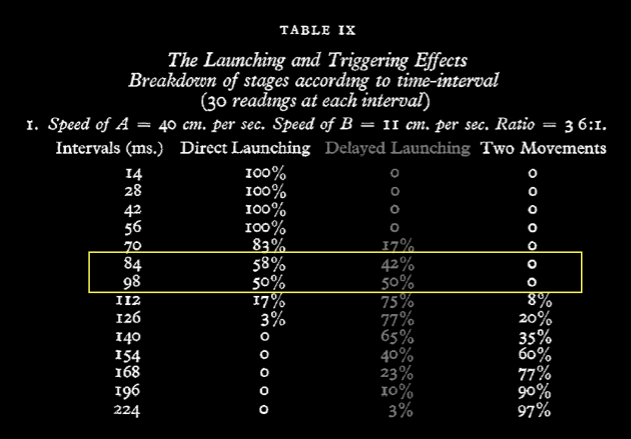 TABLE IX
The Launching and Triggering Effects
Breakdown of stages according to time-interval
(30 readings at each interval)
1. Speed of A = 40 cm. per sec. Speed of B = 11 cm. per sec. Ratio = 3 6:1.
Intervals (ms.) Direct Launching Delayed Launching Two Movements
14 100% 0 0
28 100% 0 0
42 100% 0 0
56 100% 0 0
70 83% 17% 0
84 58% 42% 0
98 50% 50% 0
112 17% 75% 8%
126 3% 77% 20%
140 0 65% 35%
154 0 40% 60%
168 0 23% 77%
196 0 10% 90%
224 0 3% 97%